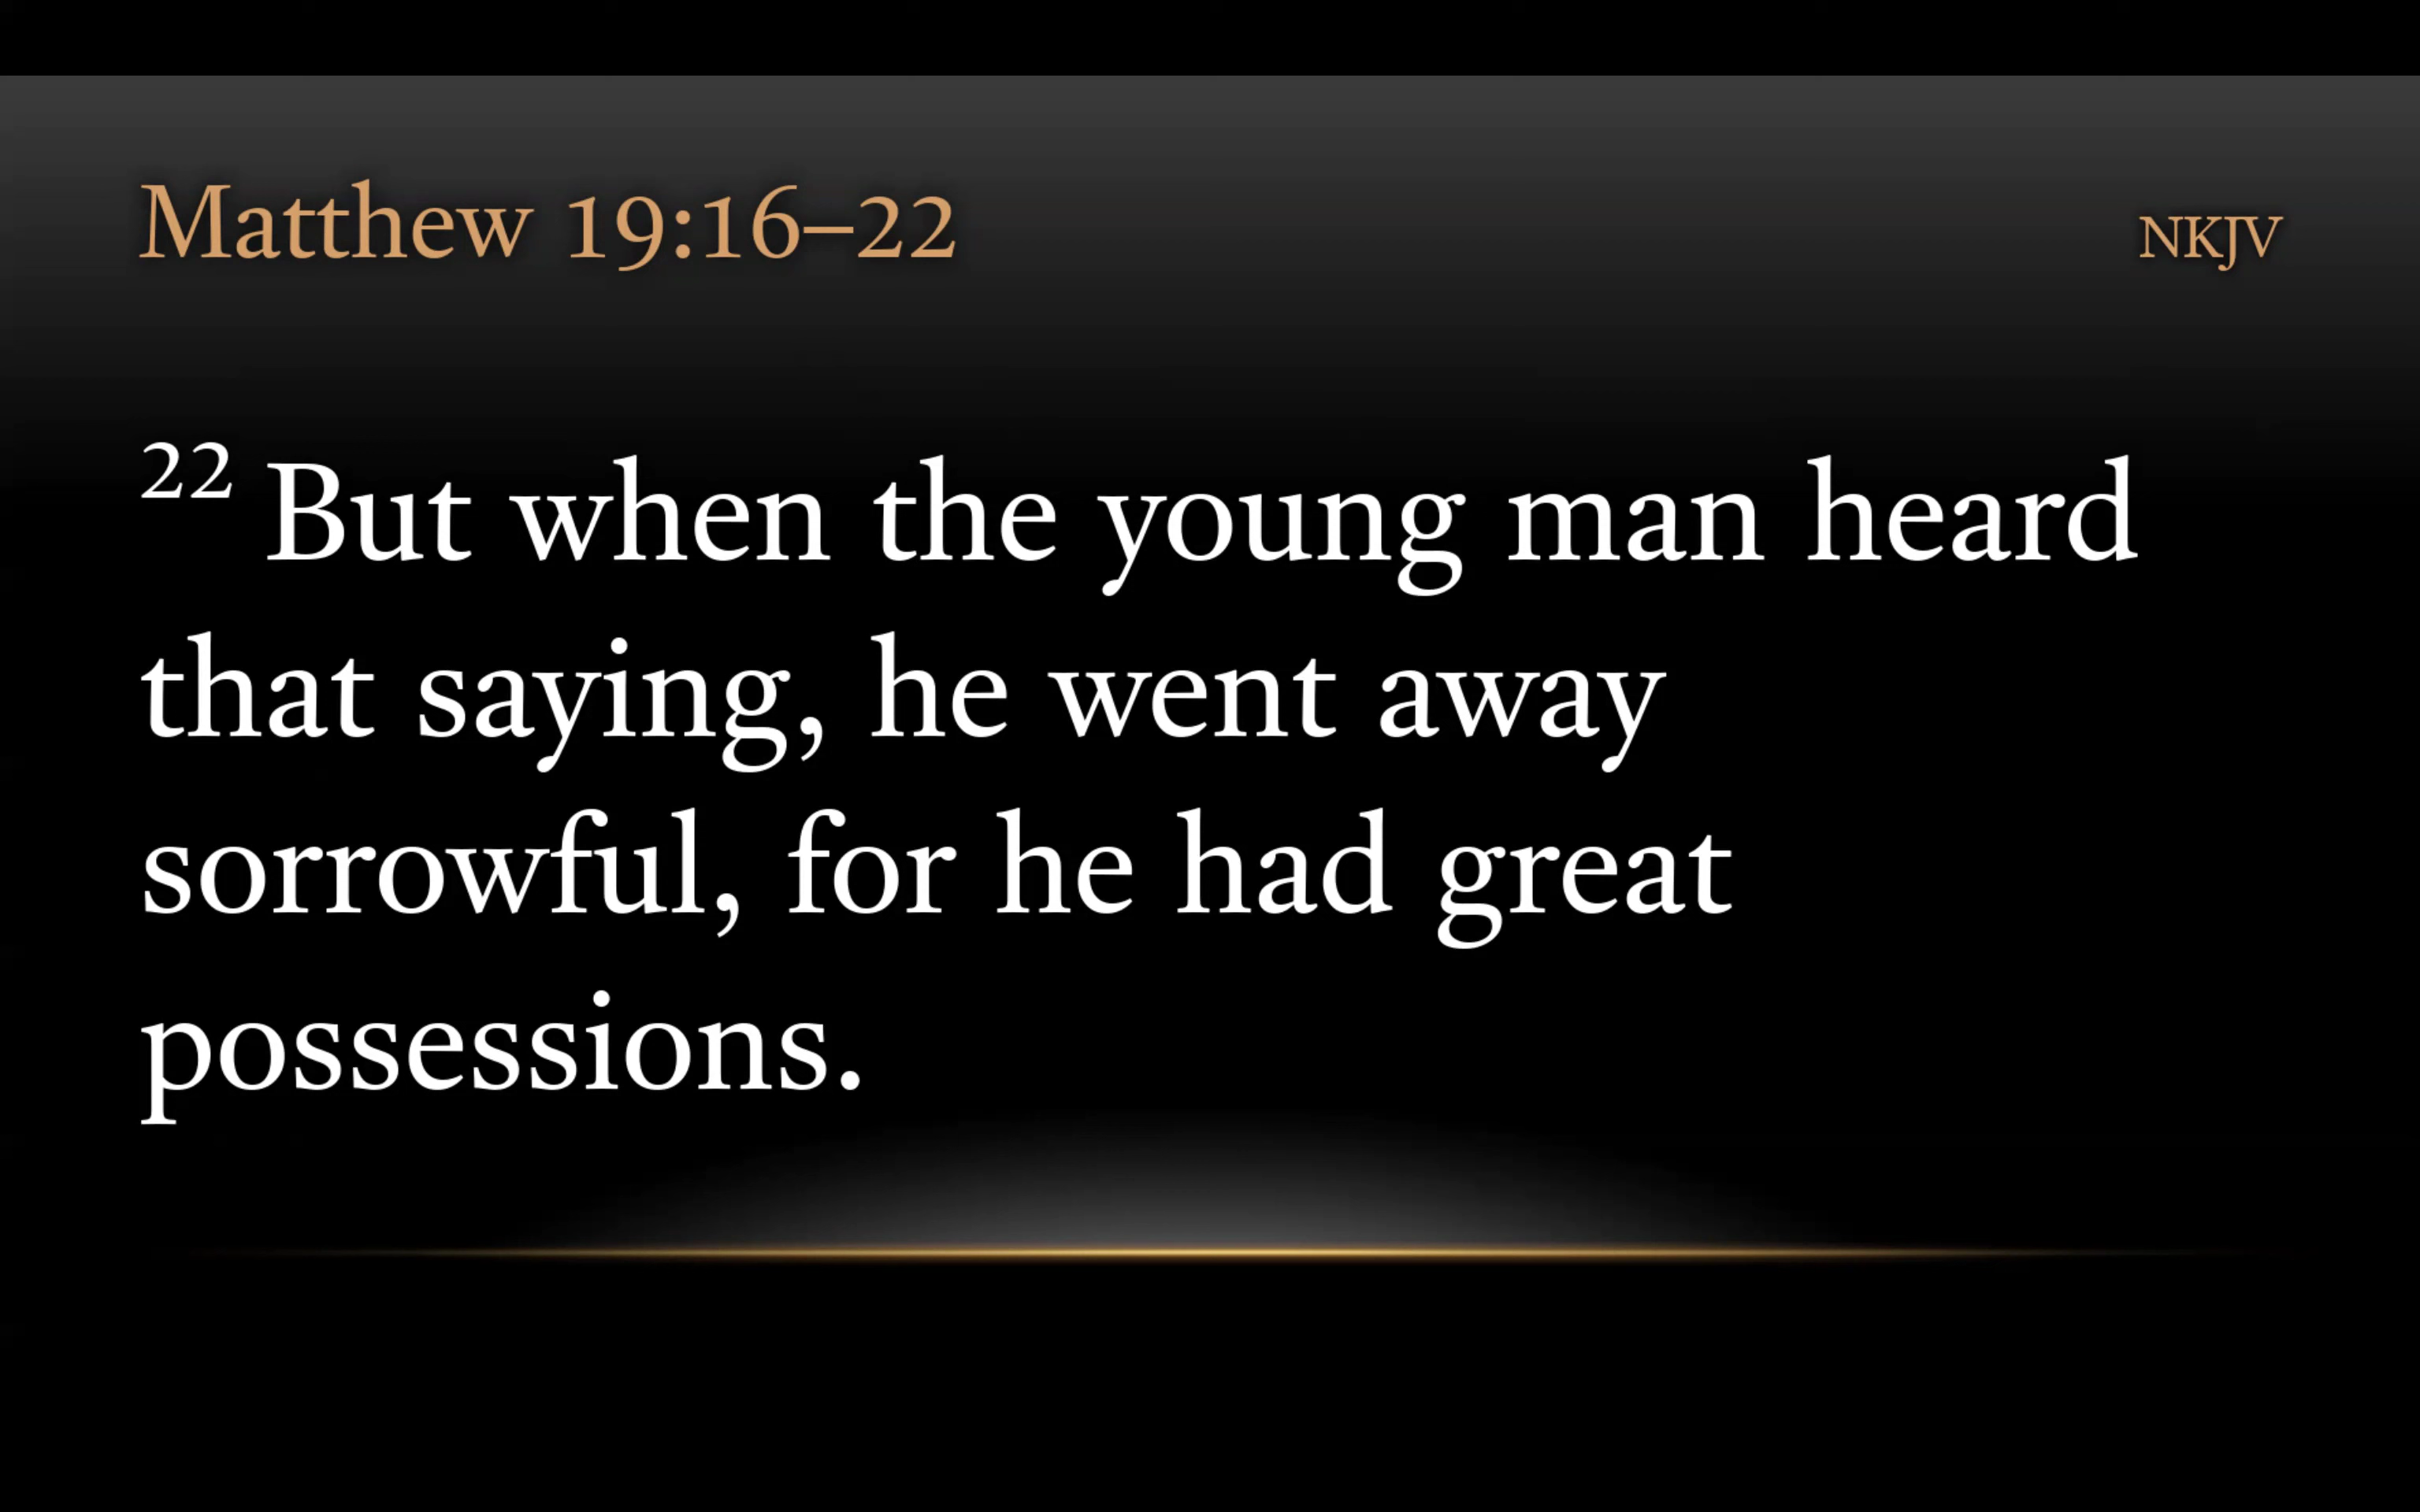 Matthew 19:16–22
NKJV
22 But when the young man heard
that saying, he went away
sorrowful, for he had great
possessions.